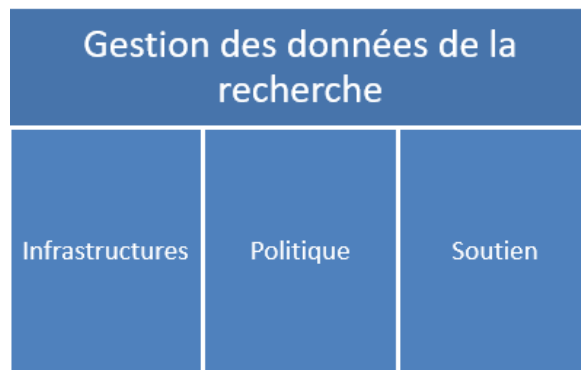 Gestion des données de la
recherche
Infrastructures
Politique
Soutien